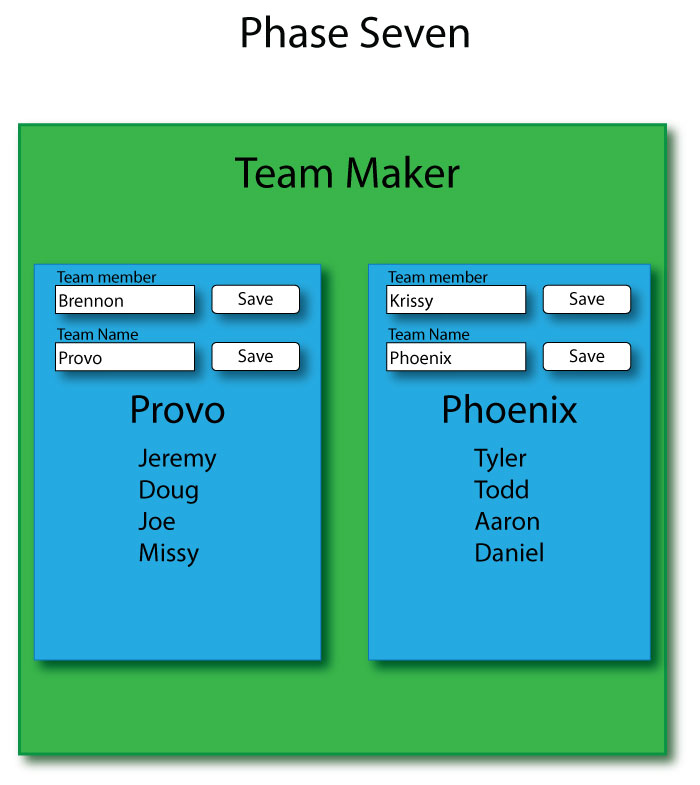 Phase Seven
Team Maker
Team member
Brennon Save
Team Name
Provo Save
Provo
Jeremy
Doug
Joe
Missy
Team member
Krissy Save
Team Name
Phoenix Save
Phoenix
Tyler
Todd
Aaron
Daniel